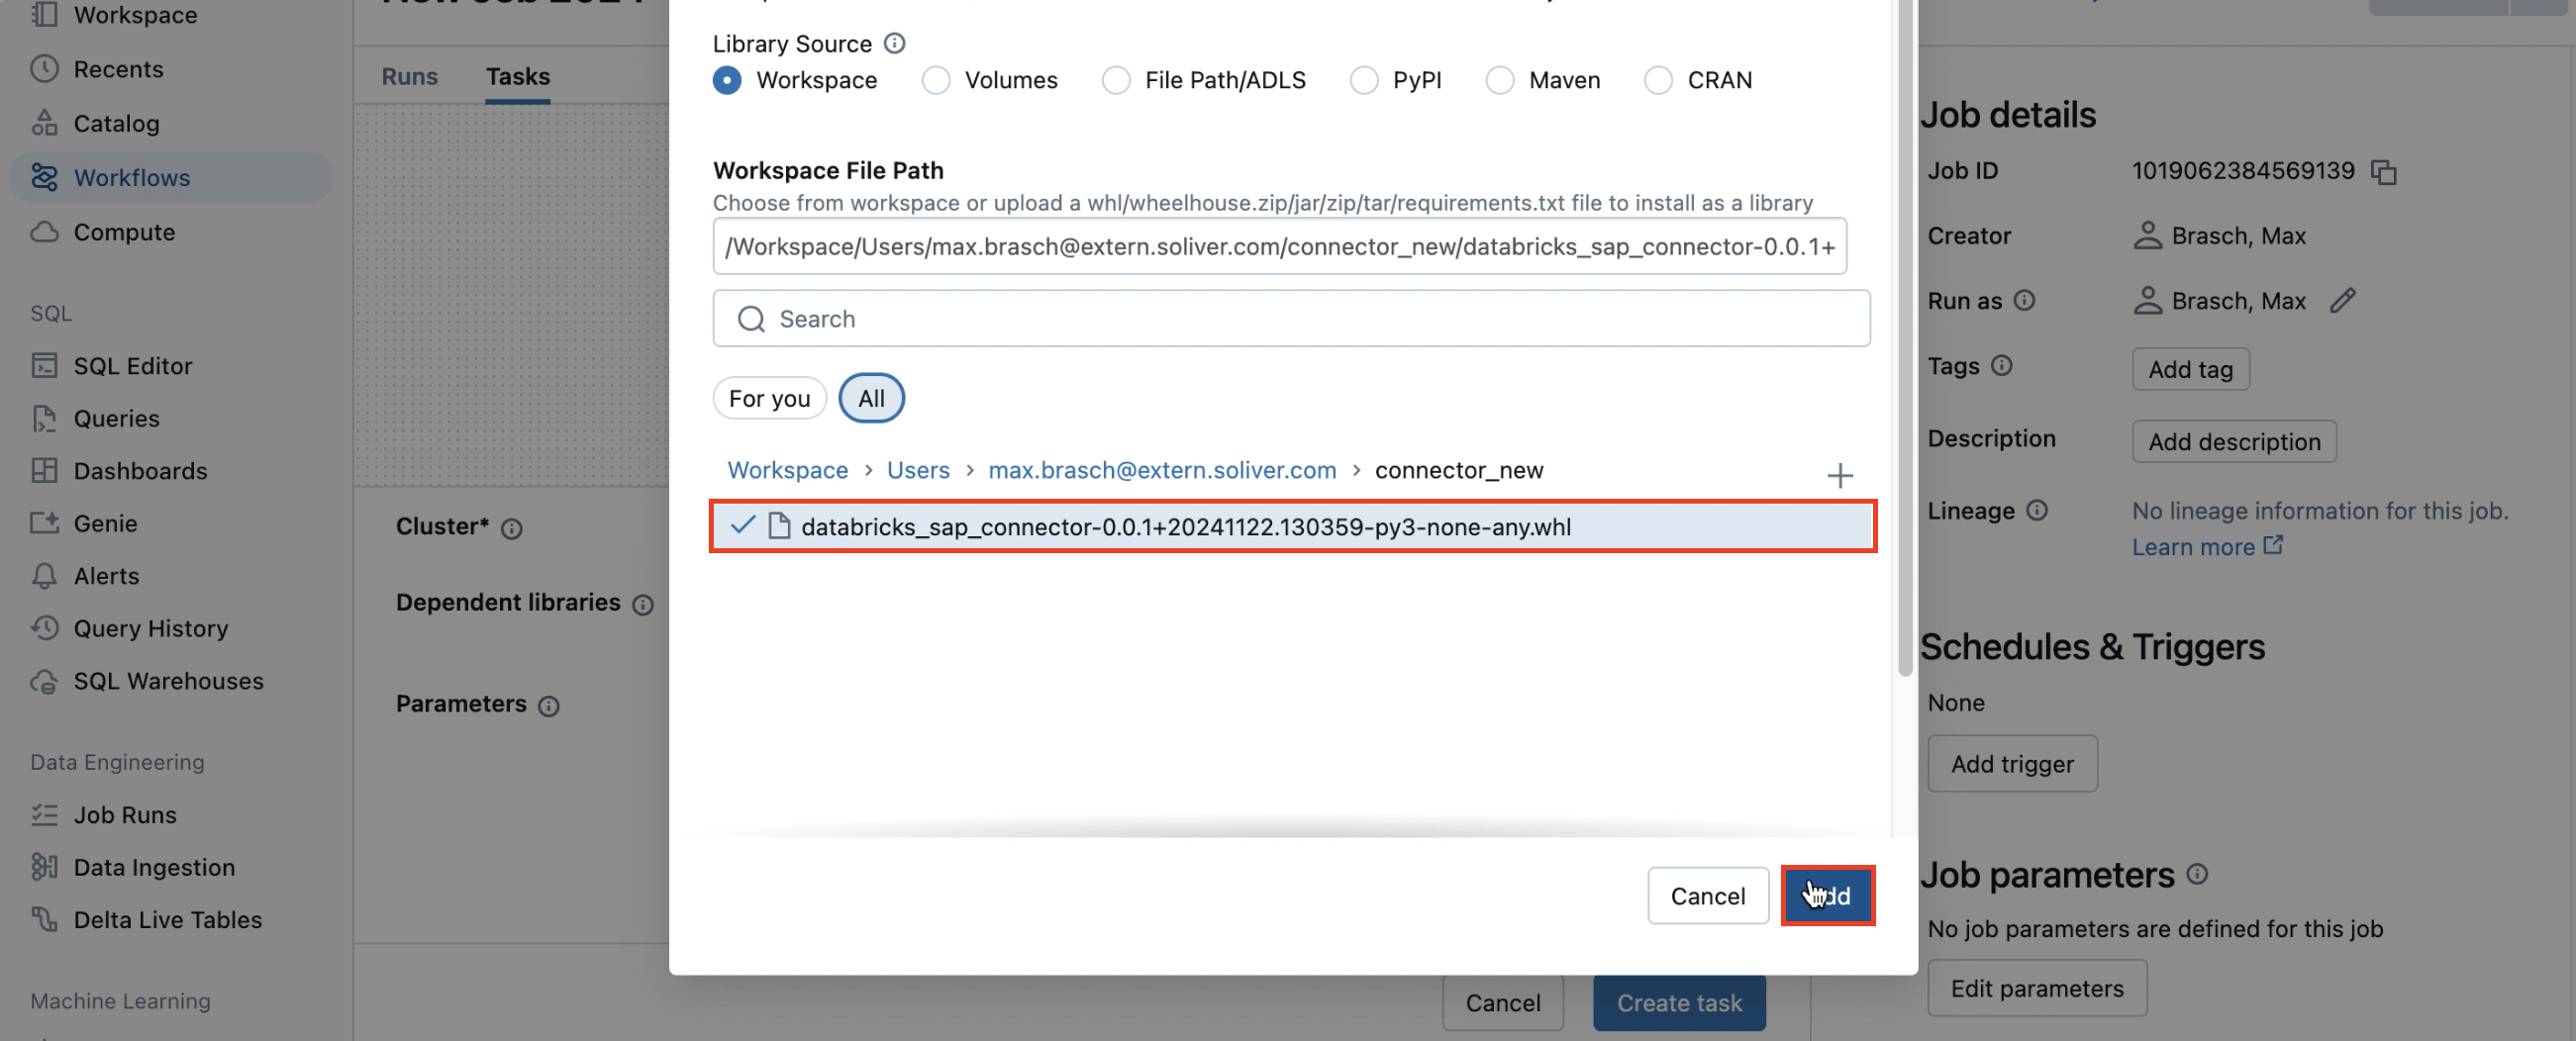 Workspace
Recents
Catalog
Workflows
Compute
SQL
SQL Editor
Queries
Dashboards
Genie
Alerts
Query History
SQL Warehouses
Data Engineering
Job Runs
Data Ingestion
Delta Live Tables
Machine Learning
Runs
Tasks
Cluster*
Dependent libraries
Parameters
Library Source
Workspace Volumes File Path/ADLS PyPI Maven CRAN
Workspace File Path
Choose from workspace or upload a whl/wheelhouse.zip/jar/zip/tar/requirements.txt file to install as a library
/Workspace/Users/max.brasch@extern.soliver.com/connector_new/databricks_sap_connector-0.0.1+
Search
For you All
Workspace > Users > max.brasch@extern.soliver.com > connector_new
databricks_sap_connector-0.0.1+20241122.130359-py3-none-any.whl
Cancel
Cancel Create task
Job details
Job ID 1019062384569139
Creator Brasch, Max
Run as Brasch, Max
Tags Add tag
Description Add description
Lineage No lineage information for this job.
Learn more
Schedules & Triggers
None
Add trigger
Job parameters
No job parameters are defined for this job
Edit parameters